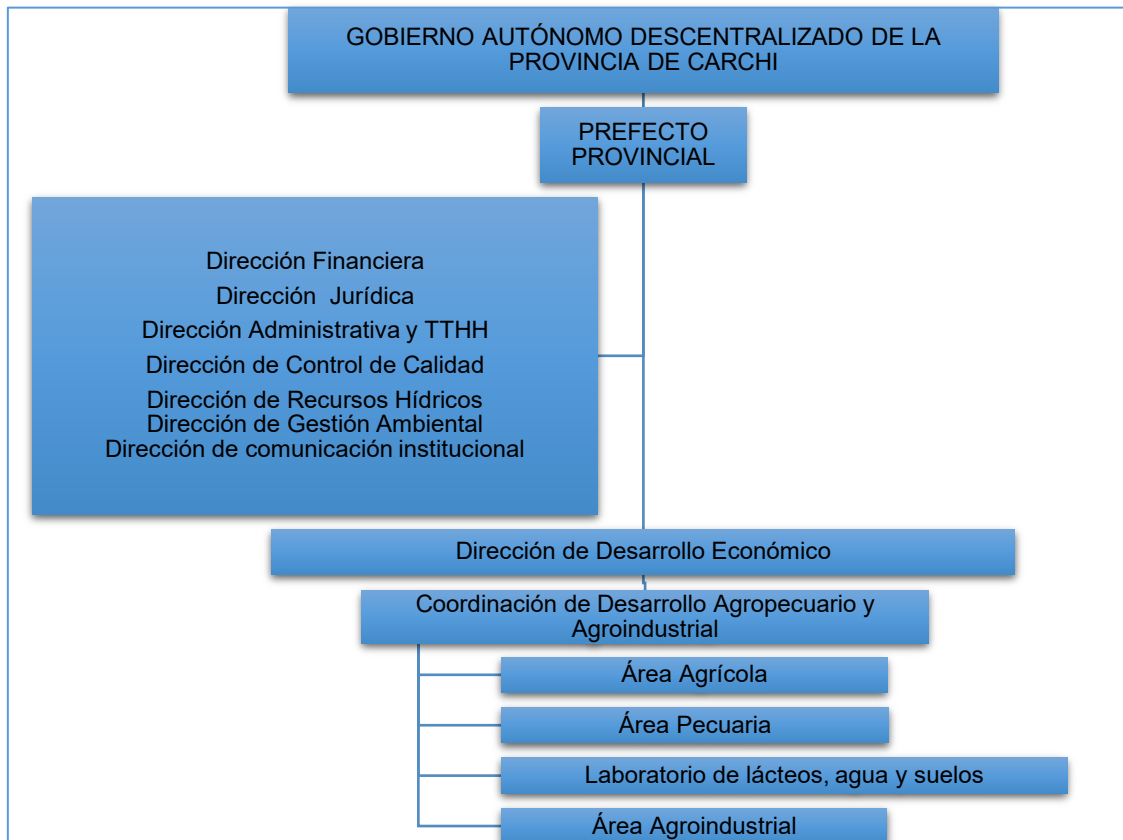 GOBIERNO AUTÓNOMO DESCENTRALIZADO DE LA
PROVINCIA DE CARCHI
PREFECTO
PROVINCIAL
Dirección Financiera
Dirección Jurídica
Dirección Administrativa y TTHH
Dirección de Control de Calidad
Dirección de Recursos Hídricos
Dirección de Gestión Ambiental
Dirección de comunicación institucional
Dirección de Desarrollo Económico
Coordinación de Desarrollo Agropecuario y
Agroindustrial
Área Agrícola
Área Pecuaria
Laboratorio de lácteos, agua y suelos
Área Agroindustrial